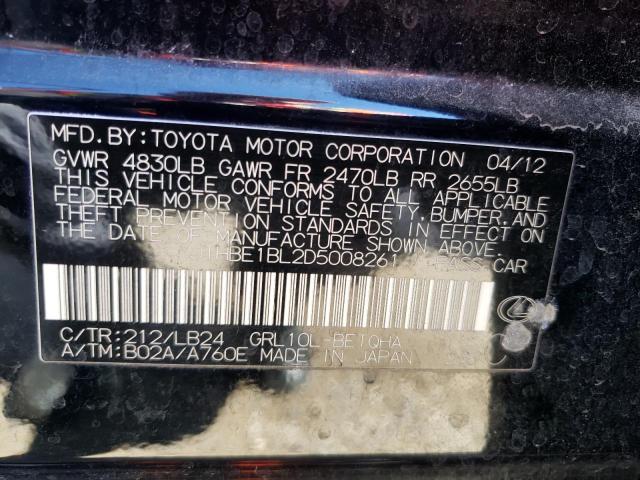 MFD.BY:TOYOTA MOTOR CORPORATION 04/12
GVWR 4830LB GAWR FR 2470LB RR 2655LB
THIS VEHICLE CONFORMS TO ALL APPLICABLE
FEDERAL MOTOR VEHICLE SAFETY,BUMPER,AND
THEFT PREVENTION STANDARDS IN EFFECT ON
THE DATE OF MANUFACTURE SHOWN ABOVE.
JTHBE1BL2D5008261 PASS CAR
C/TR:212/LB24 GRL10L-BETQHA
A/TM:B02A/A760E MADE IN JAPAN